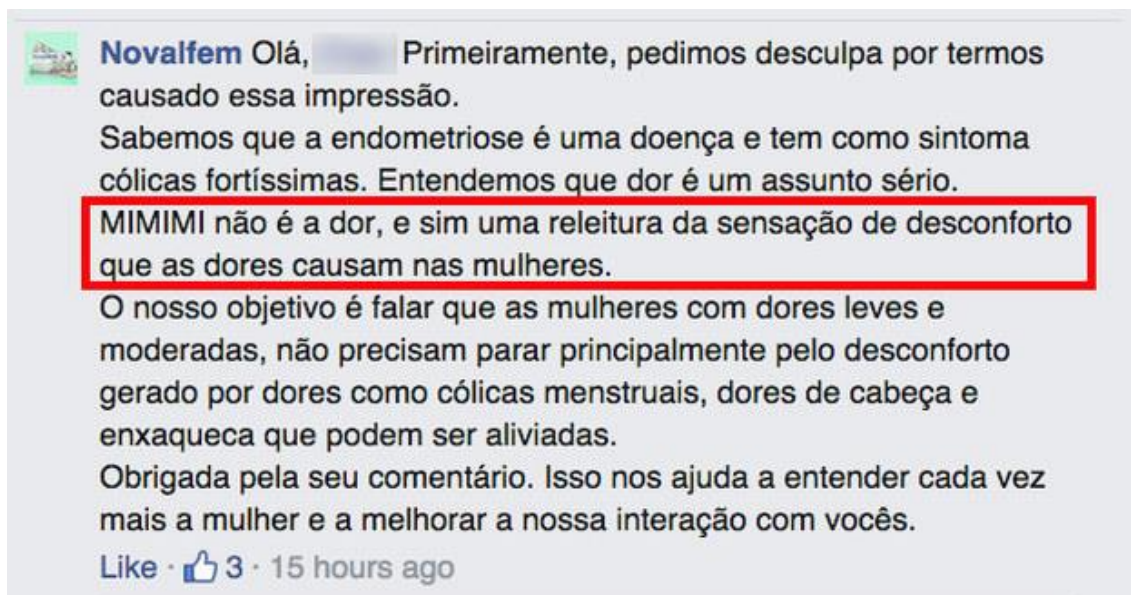 Novalfem Olá, Primeiramente, pedimos desculpa por termos
causado essa impressão.
Sabemos que a endometriose é uma doença e tem como sintoma
cólicas fortíssimas. Entendemos que dor é um assunto sério.
MIMIMI não é a dor, e sim uma releitura da sensação de desconforto
que as dores causam nas mulheres.
O nosso objetivo é falar que as mulheres com dores leves e
moderadas, não precisam parar principalmente pelo desconforto
gerado por dores como cólicas menstruais, dores de cabeça e
enxaqueca que podem ser aliviadas.
Obrigada pela seu comentário. Isso nos ajuda a entender cada vez
mais a mulher e a melhorar a nossa interação com vocês.
Like · 3 · 15 hours ago